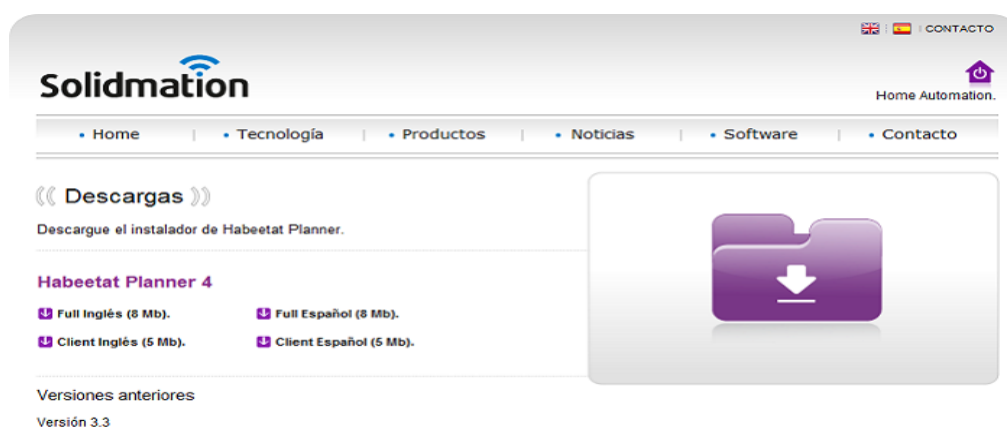 CONTACTO
Solidmation
Home Automation.
• Home | • Tecnología | • Productos | • Noticias | • Software | • Contacto
(( Descargas ))
Descargue el instalador de Habeetat Planner.
Habeetat Planner 4
Full Inglés (8 Mb). Full Español (8 Mb).
Client Inglés (5 Mb). Client Español (5 Mb).
Versiones anteriores
Versión 3.3